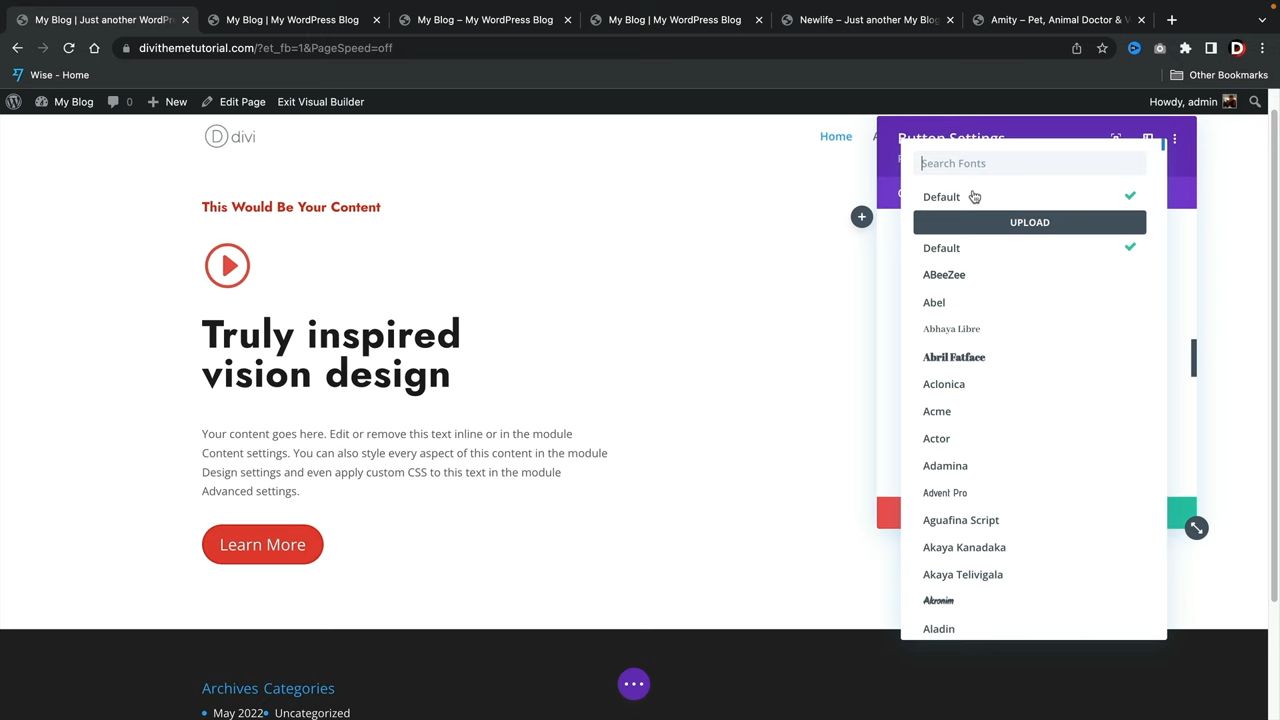 My Blog | Just another WordPr
My Blog | My WordPress Blog
My Blog – My WordPress Blog
My Blog | My WordPress Blog
Newlife – Just another My Blog
Amity – Pet, Animal Doctor & V
divithemetutorial.com/?et_fb=1&PageSpeed=off
D
Wise - Home
Other Bookmarks
My Blog
0
New
Edit Page
Exit Visual Builder
Howdy, admin
D divi
Home
A
Button Settings
Search Fonts
Default
UPLOAD
Default
ABeeZee
Abel
Abhaya Libre
Abril Fatface
Aclonica
Acme
Actor
Adamina
Advent Pro
Aguafina Script
Akaya Kanadaka
Akaya Telivigala
Akronim
Aladin
This Would Be Your Content
Truly inspired
vision design
Your content goes here. Edit or remove this text inline or in the module
Content settings. You can also style every aspect of this content in the module
Design settings and even apply custom CSS to this text in the module
Advanced settings.
Learn More
Archives Categories
May 2022
Uncategorized